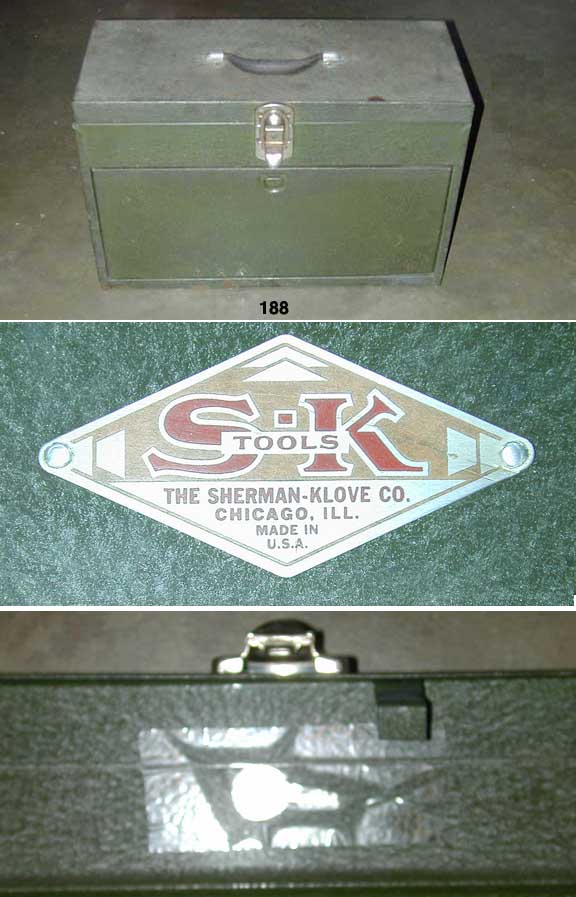 188
S-K
TOOLS
THE SHERMAN-KLOVE CO.
CHICAGO, ILL.
MADE IN
U.S.A.